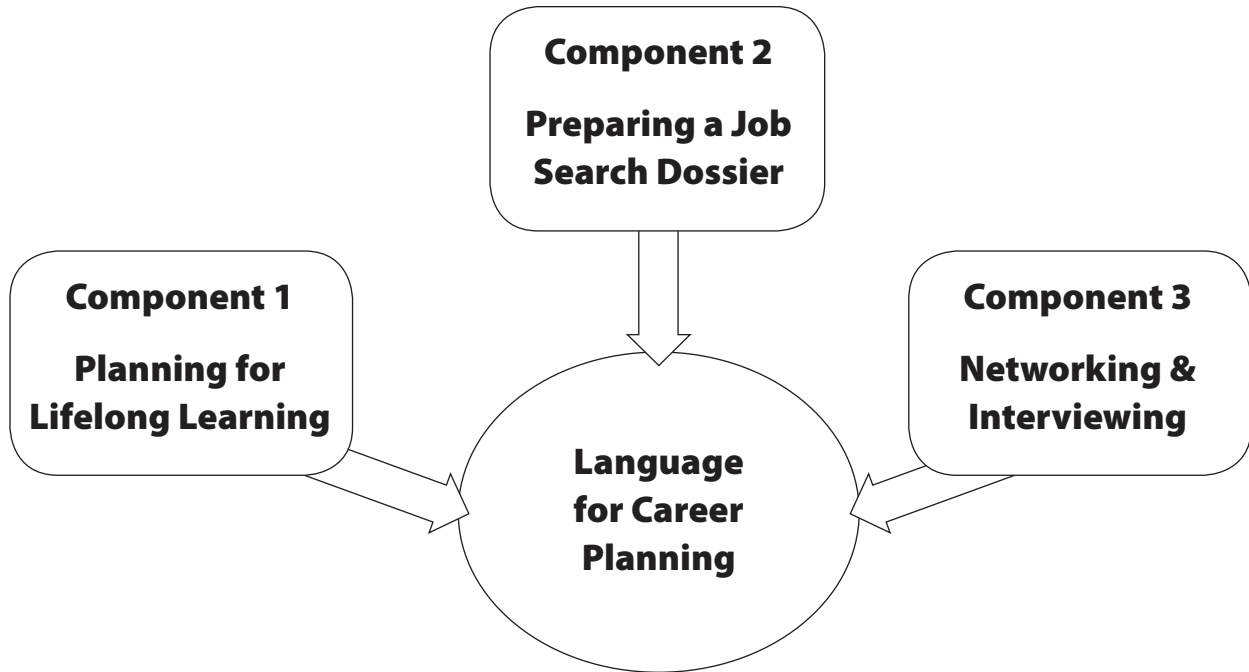 Component 1
Planning for
Lifelong Learning
Component 2
Preparing a Job
Search Dossier
Component 3
Networking &
Interviewing
Language
for Career
Planning